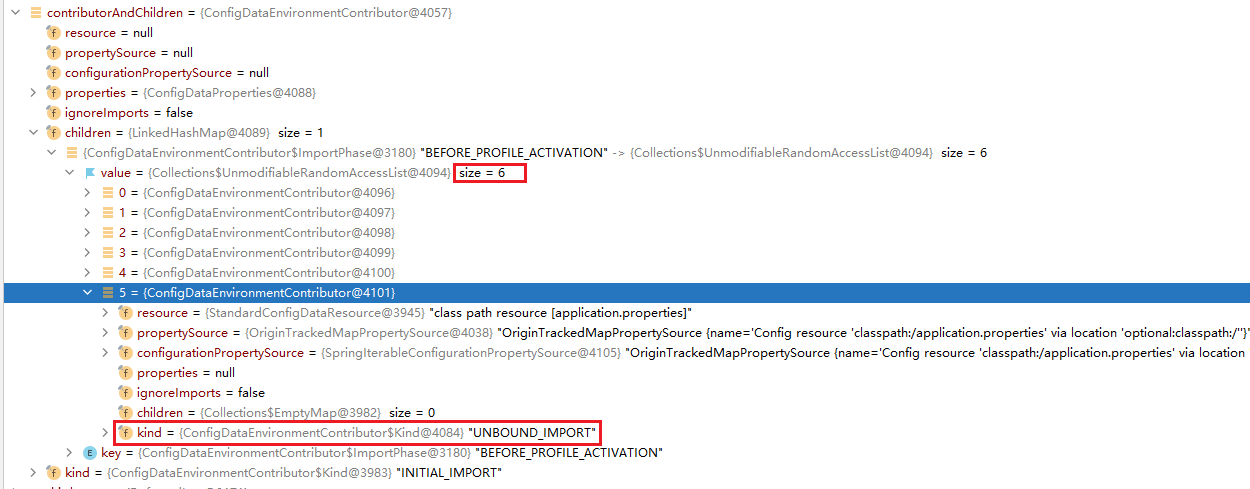 contributorAndChildren = {ConfigDataEnvironmentContributor@4057}
f resource = null
f propertySource = null
f configurationPropertySource = null
f properties = {ConfigDataProperties@4088}
f ignoreImports = false
f children = {LinkedHashMap@4089} size = 1
{ConfigDataEnvironmentContributor$ImportPhase@3180} "BEFORE_PROFILE_ACTIVATION" -> {Collections$UnmodifiableRandomAccessList@4094} size = 6
value = {Collections$UnmodifiableRandomAccessList@4094} size = 6
0 = {ConfigDataEnvironmentContributor@4096}
1 = {ConfigDataEnvironmentContributor@4097}
2 = {ConfigDataEnvironmentContributor@4098}
3 = {ConfigDataEnvironmentContributor@4099}
4 = {ConfigDataEnvironmentContributor@4100}
5 = {ConfigDataEnvironmentContributor@4101}
f resource = {StandardConfigDataResource@3945} "class path resource [application.properties]"
f propertySource = {OriginTrackedMapPropertySource@4038} "OriginTrackedMapPropertySource {name='Config resource 'classpath:/application.properties' via location 'optional:classpath:/''}"
f configurationPropertySource = {SpringIterableConfigurationPropertySource@4105} "OriginTrackedMapPropertySource {name='Config resource 'classpath:/application.properties' via location
f properties = null
f ignoreImports = false
f children = {Collections$EmptyMap@3982} size = 0
f kind = {ConfigDataEnvironmentContributor$Kind@4084} "UNBOUND_IMPORT"
E key = {ConfigDataEnvironmentContributor$ImportPhase@3180} "BEFORE_PROFILE_ACTIVATION"
f kind = {ConfigDataEnvironmentContributor$Kind@3983} "INITIAL_IMPORT"